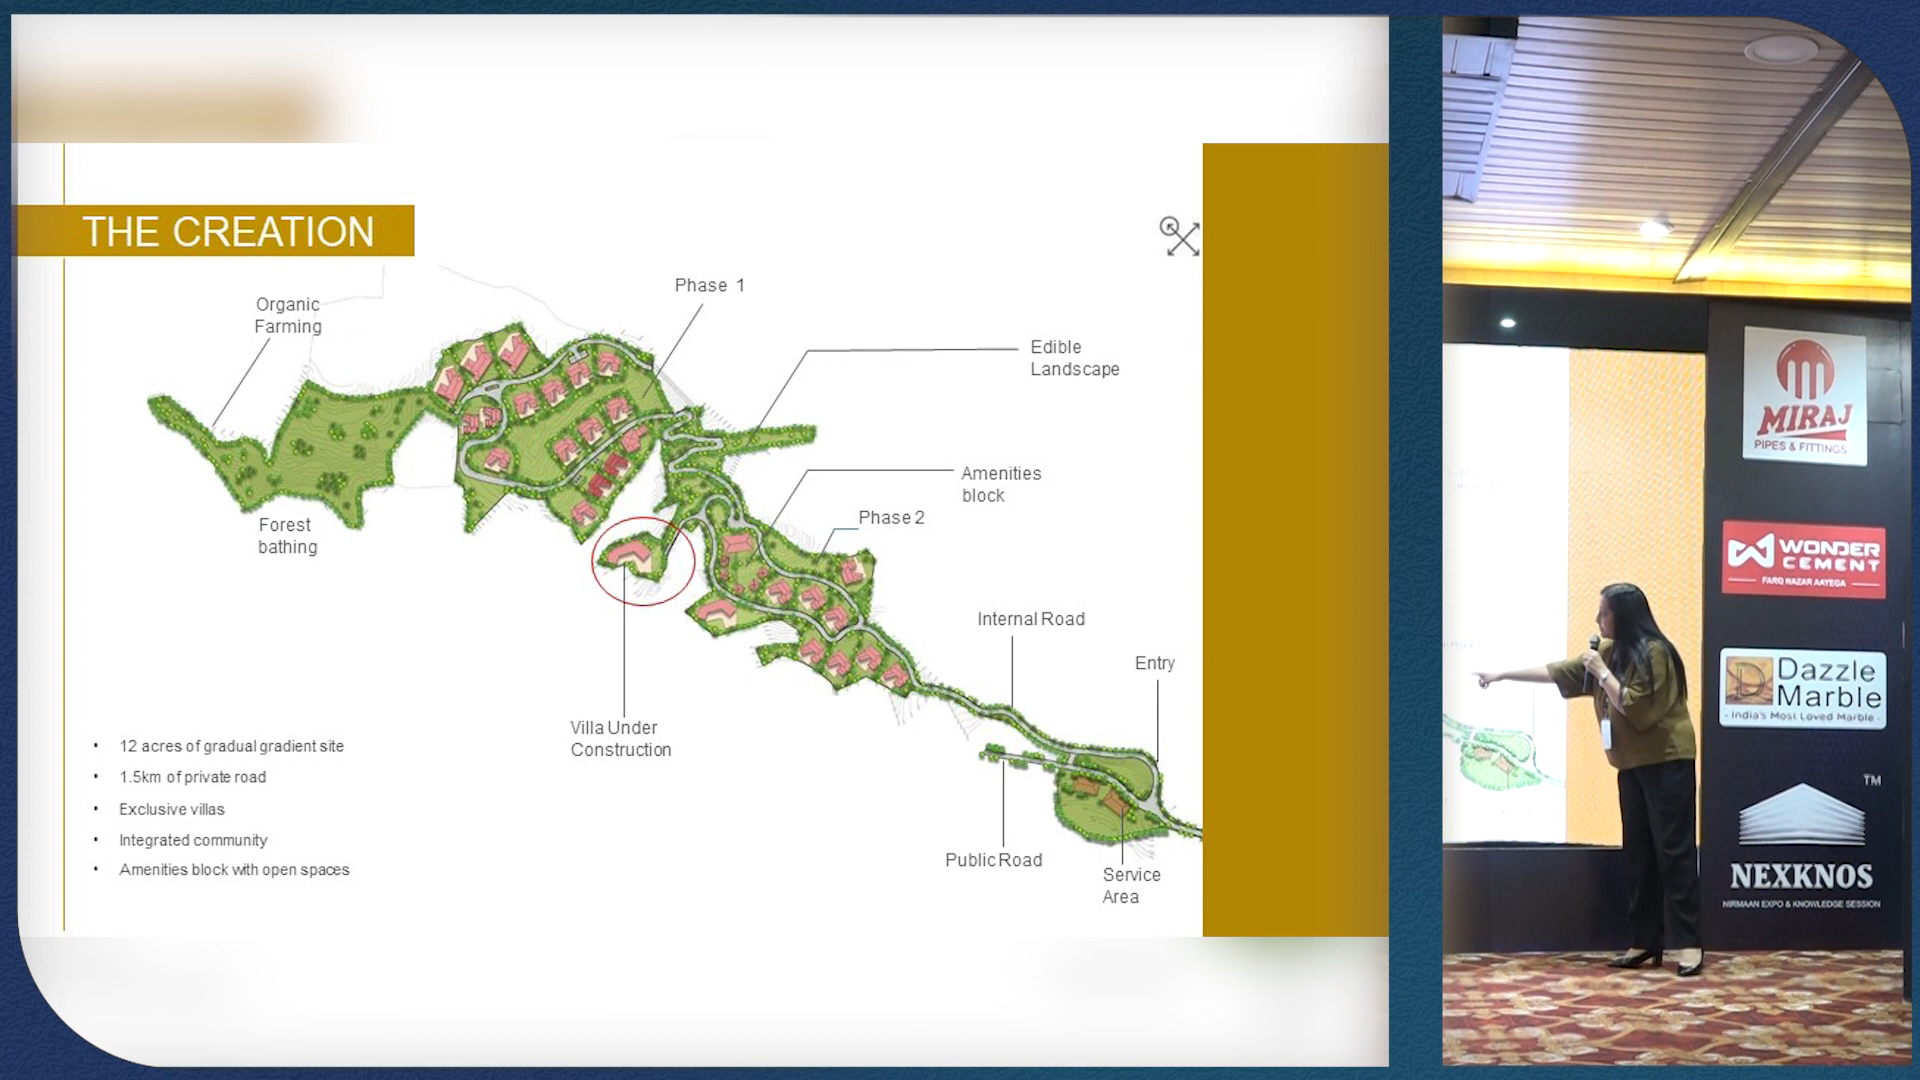 THE CREATION
Phase 1
Organic
Farming
Edible
Landscape
Amenities
block
Phase 2
Forest
bathing
Internal Road
Entry
Villa Under
Construction
• 12 acres of gradual gradient site
• 1.5km of private road
• Exclusive villas
• Integrated community
• Amenities block with open spaces
Public Road
Service
Area
MIRAJ
PIPES & FITTINGS
WONDER
CEMENT
FARQ NAZAR AAYEGA
D
Dazzle
Marble
- India's Most Loved Marble -
TM
NEXKNOS
NIRMAAN EXPO & KNOWLEDGE SESSION